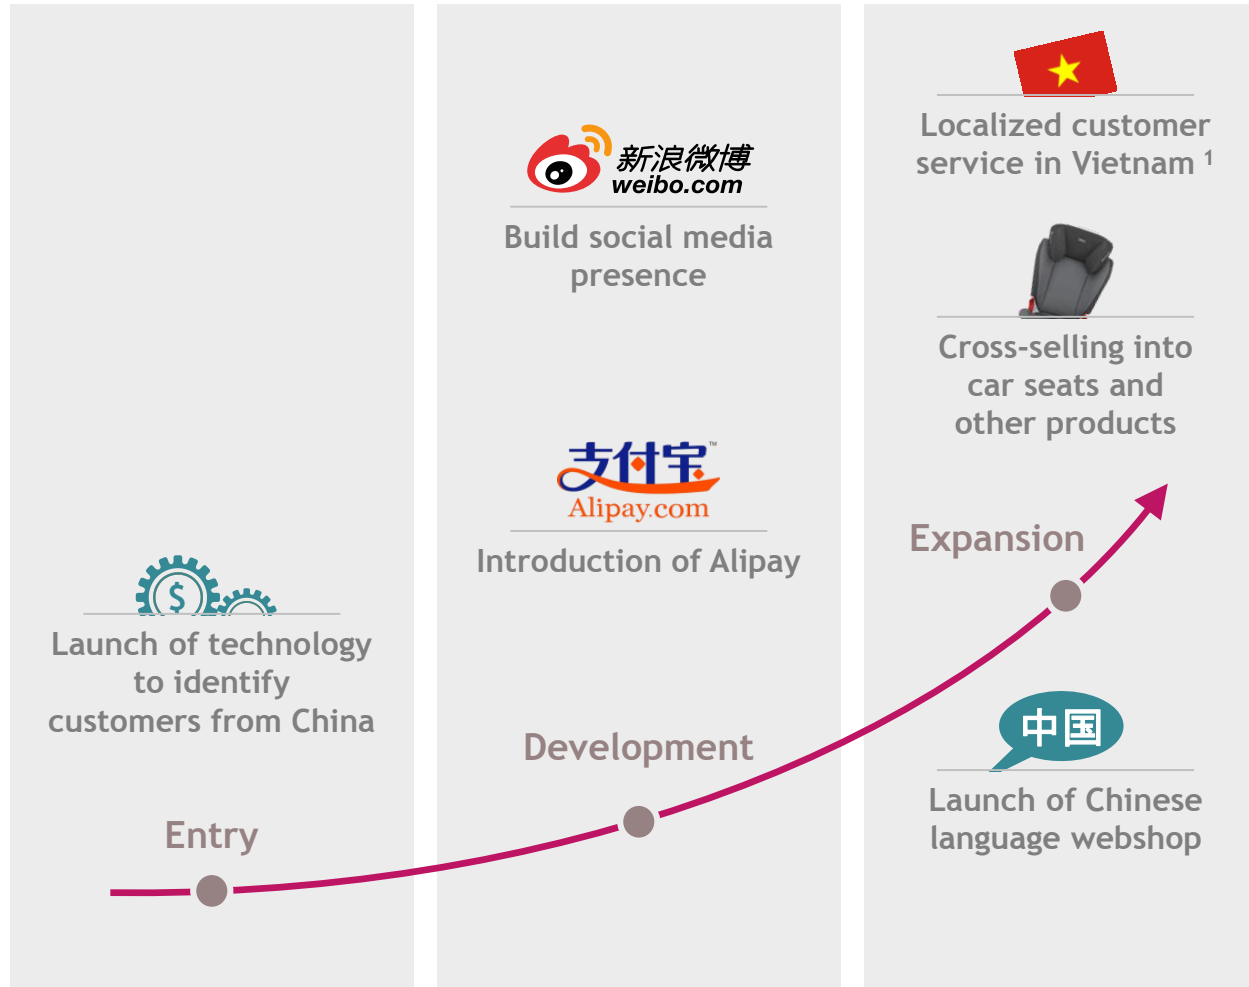 $
Launch of technology
to identify
customers from China
Entry
新浪微博
weibo.com
Build social media
presence
支付宝™
Alipay.com
Introduction of Alipay
Development
Localized customer
service in Vietnam ¹
Cross-selling into
car seats and
other products
Expansion
中国
Launch of Chinese
language webshop